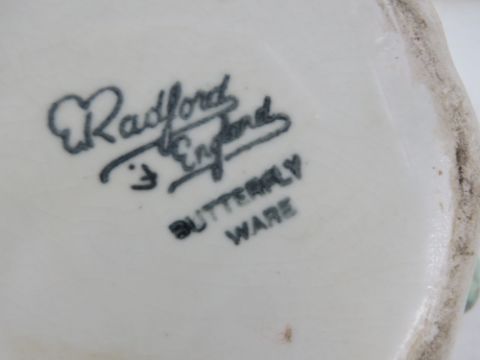 E Radford
England
F.
BUTTERFLY
WARE